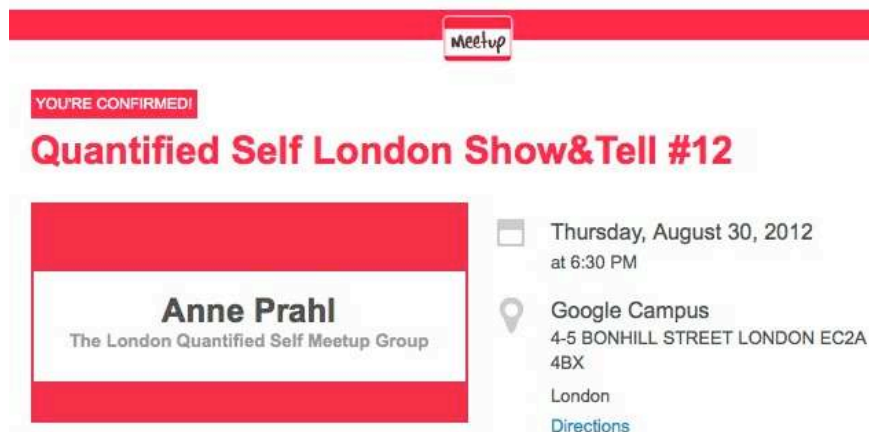 Meetup
YOU'RE CONFIRMED!
Quantified Self London Show&Tell #12
Anne Prahl
The London Quantified Self Meetup Group
Thursday, August 30, 2012
at 6:30 PM
Google Campus
4-5 BONHILL STREET LONDON EC2A
4BX
London
Directions